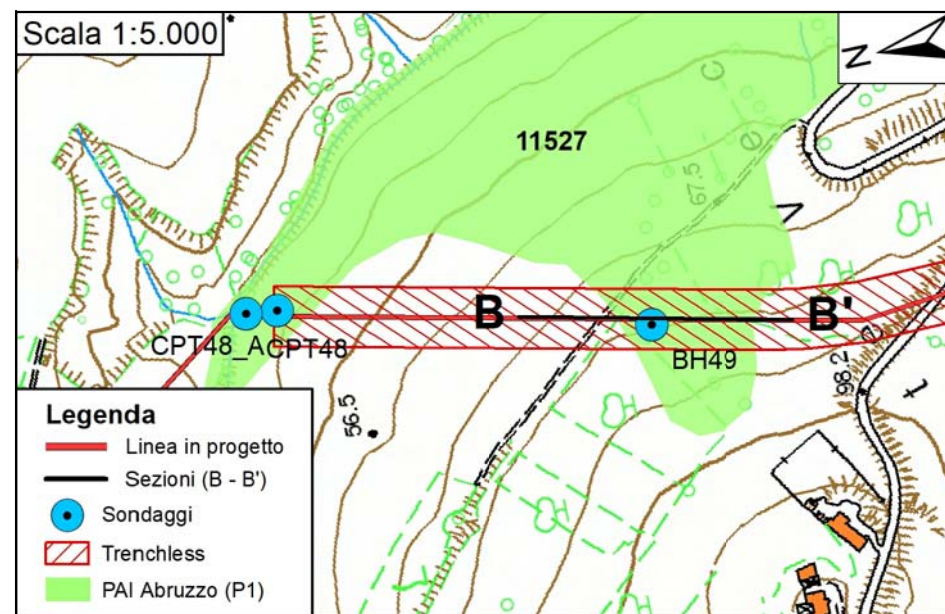 Scala 1:5.000
N
11527
c
e
67.5
V
B
B'
CPT48_A
CPT48
BH49
e
98.2
t
56.5
Legenda
Linea in progetto
Sezioni (B - B')
Sondaggi
Trenchless
PAI Abruzzo (P1)